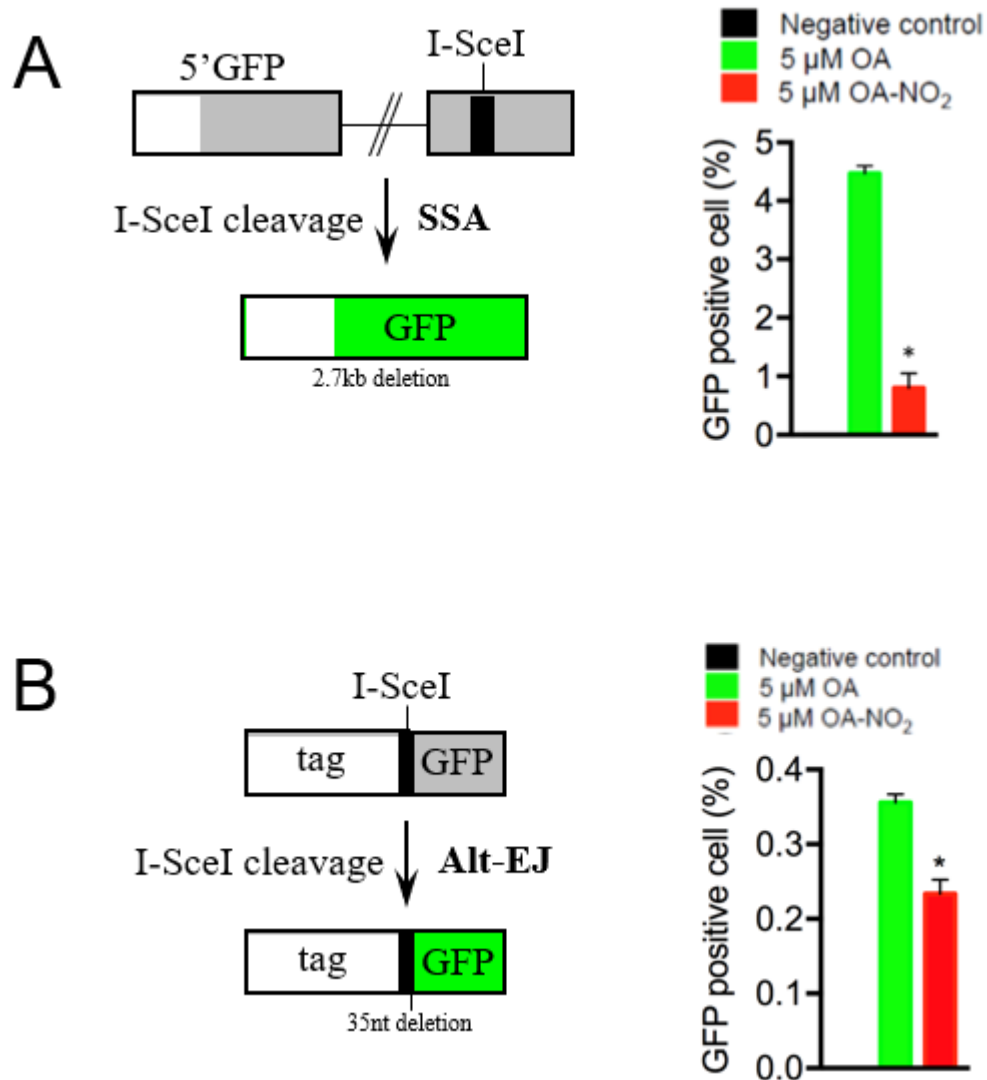 A
5'GFP
I-SceI
I-SceI cleavage
SSA
GFP
2.7kb deletion
Negative control
5 µM OA
5 µM OA-NO₂
GFP positive cell (%)
5
4
3
2
1
0
*
B
I-SceI
tag
GFP
I-SceI cleavage
Alt-EJ
tag
GFP
35nt deletion
Negative control
5 µM OA
5 µM OA-NO₂
GFP positive cell (%)
0.4
0.3
0.2
0.1
0.0
*